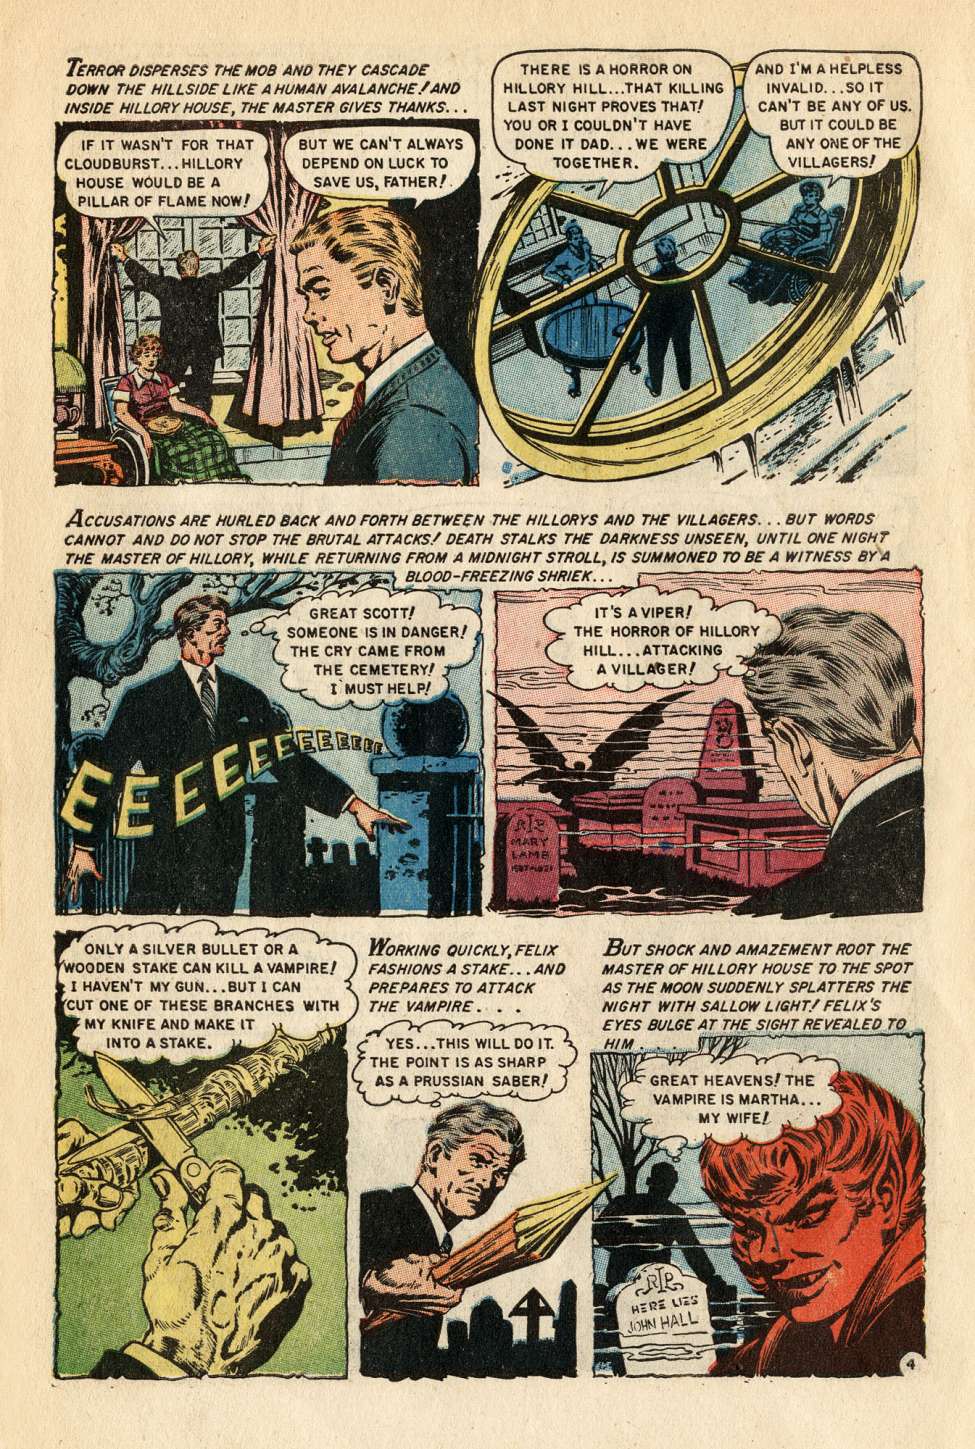 TERROR DISPERSES THE MOB AND THEY CASCADE
DOWN THE HILLSIDE LIKE A HUMAN AVALANCHE! AND
INSIDE HILLORY HOUSE, THE MASTER GIVES THANKS...
IF IT WASN'T FOR THAT
CLOUDBURST...HILLORY
HOUSE WOULD BE A
PILLAR OF FLAME NOW!
BUT WE CAN'T ALWAYS
DEPEND ON LUCK TO
SAVE US, FATHER!
THERE IS A HORROR ON
HILLORY HILL...THAT KILLING
LAST NIGHT PROVES THAT!
YOU OR I COULDN'T HAVE
DONE IT DAD...WE WERE
TOGETHER.
AND I'M A HELPLESS
INVALID...SO IT
CAN'T BE ANY OF US.
BUT IT COULD BE
ANY ONE OF THE
VILLAGERS!
ACCUSATIONS ARE HURLED BACK AND FORTH BETWEEN THE HILLORYS AND THE VILLAGERS...BUT WORDS
CANNOT AND DO NOT STOP THE BRUTAL ATTACKS! DEATH STALKS THE DARKNESS UNSEEN, UNTIL ONE NIGHT
THE MASTER OF HILLORY, WHILE RETURNING FROM A MIDNIGHT STROLL, IS SUMMONED TO BE A WITNESS BY A
BLOOD-FREEZING SHRIEK...
GREAT SCOTT!
SOMEONE IS IN DANGER!
THE CRY CAME FROM
THE CEMETERY!
I MUST HELP!
EEEEEEEEEEEEE
IT'S A VIPER!
THE HORROR OF HILLORY
HILL...ATTACKING
A VILLAGER!
RIP
MARY
LAMB
ONLY A SILVER BULLET OR A
WOODEN STAKE CAN KILL A VAMPIRE!
I HAVEN'T MY GUN...BUT I CAN
CUT ONE OF THESE BRANCHES WITH
MY KNIFE AND MAKE IT
INTO A STAKE.
WORKING QUICKLY, FELIX
FASHIONS A STAKE...AND
PREPARES TO ATTACK
THE VAMPIRE....
YES...THIS WILL DO IT.
THE POINT IS AS SHARP
AS A PRUSSIAN SABER!
BUT SHOCK AND AMAZEMENT ROOT THE
MASTER OF HILLORY HOUSE TO THE SPOT
AS THE MOON SUDDENLY SPLATTERS THE
NIGHT WITH SALLOW LIGHT! FELIX'S
EYES BULGE AT THE SIGHT REVEALED TO
HIM....
GREAT HEAVENS! THE
VAMPIRE IS MARTHA...
MY WIFE!
RIP
HERE LIES
JOHN HALL
4